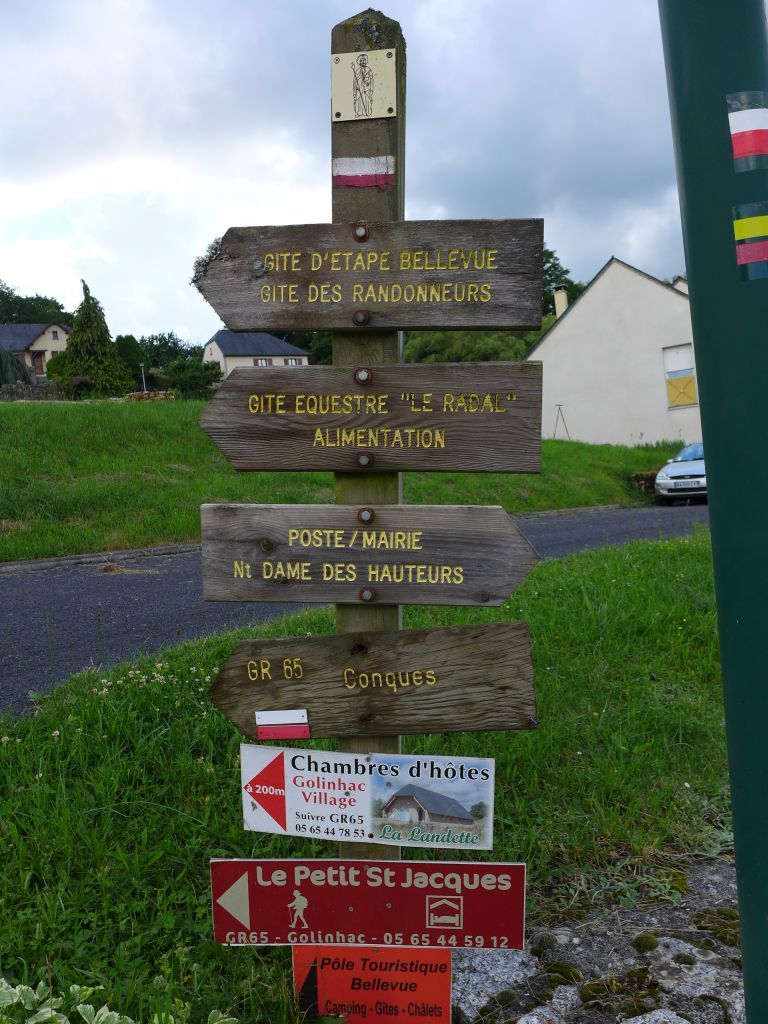 GITE D'ETAPE BELLEVUE
GITE DES RANDONNEURS
GITE EQUESTRE "LE RADAL"
ALIMENTATION
POSTE/MAIRIE
Nt DAME DES HAUTEURS
GR 65 Conques
Chambres d'hôtes
à 200m
Golinhac
Village
Suivre GR65
05 65 44 78 53
La Landette
Le Petit St Jacques
GR65 - Golinhac - 05 65 44 59 12
Pôle Touristique
Bellevue
Camping - Gîtes - Châlets